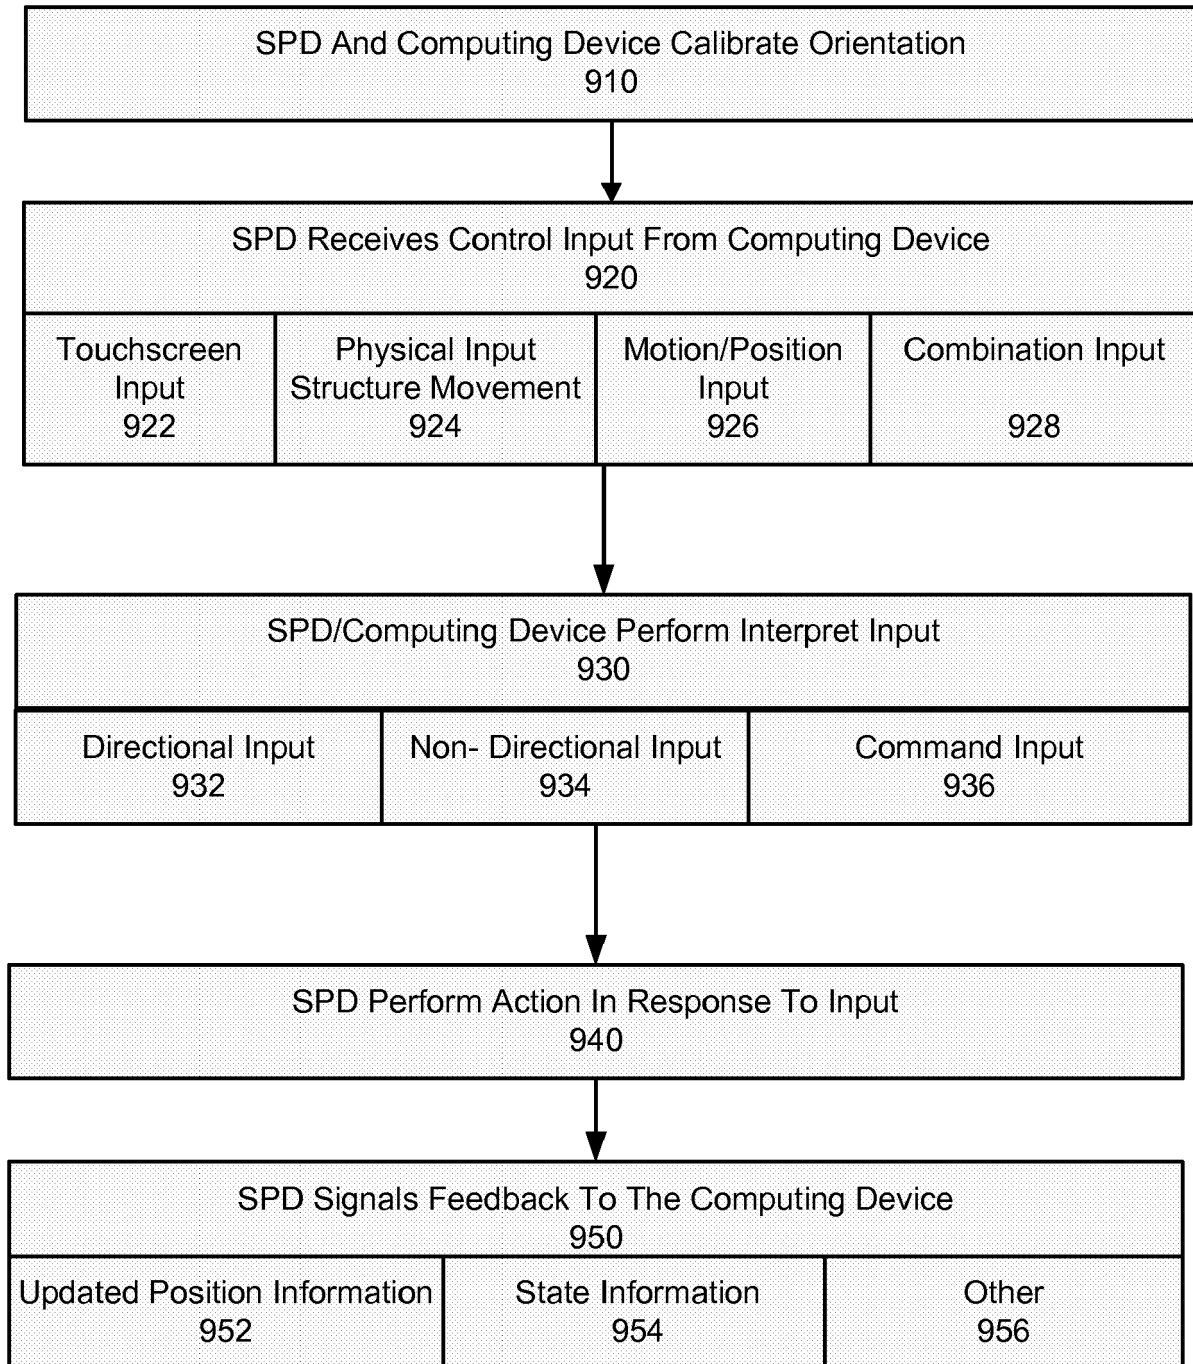 SPD And Computing Device Calibrate Orientation
910
SPD Receives Control Input From Computing Device
920
Touchscreen
Input
922
Physical Input
Structure Movement
924
Motion/Position
Input
926
Combination Input
928
SPD/Computing Device Perform Interpret Input
930
Directional Input
932
Non- Directional Input
934
Command Input
936
SPD Perform Action In Response To Input
940
SPD Signals Feedback To The Computing Device
950
Updated Position Information
952
State Information
954
Other
956